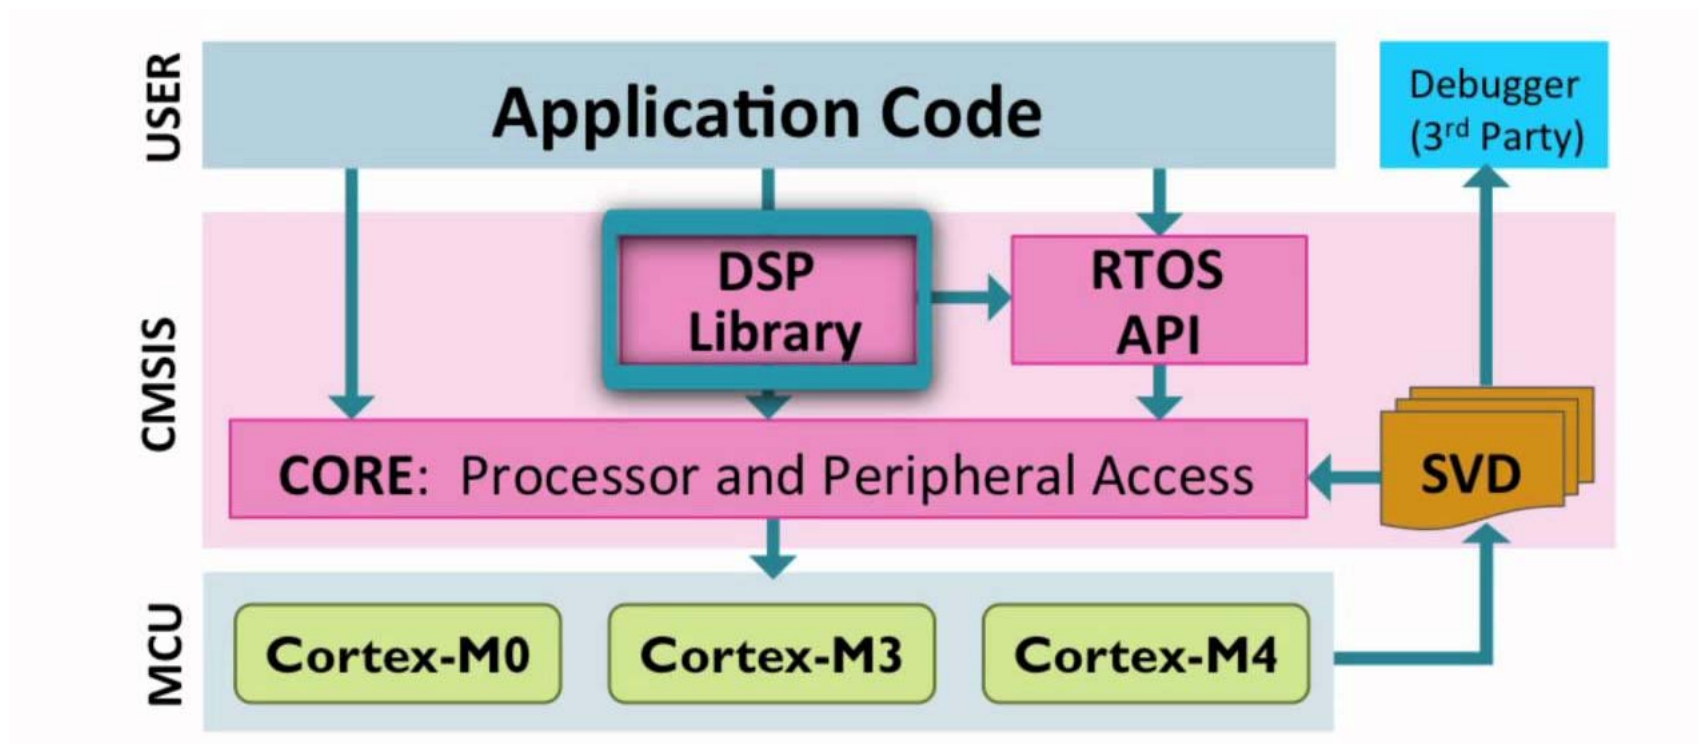 USER
Application Code
Debugger
(3rd Party)
CMSIS
DSP
Library
RTOS
API
CORE: Processor and Peripheral Access
SVD
MCU
Cortex-M0
Cortex-M3
Cortex-M4